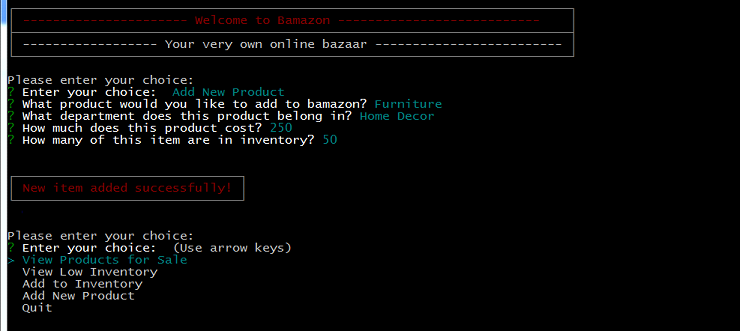 ---------------------- Welcome to Bamazon ---------------------------
------------------ Your very own online bazaar -------------------------
Please enter your choice:
? Enter your choice:  Add New Product
? What product would you like to add to bamazon? Furniture
? What department does this product belong in? Home Decor
? How much does this product cost? 250
? How many of this item are in inventory? 50
New item added successfully!
Please enter your choice:
? Enter your choice:  (Use arrow keys)
> View Products for Sale
View Low Inventory
Add to Inventory
Add New Product
Quit